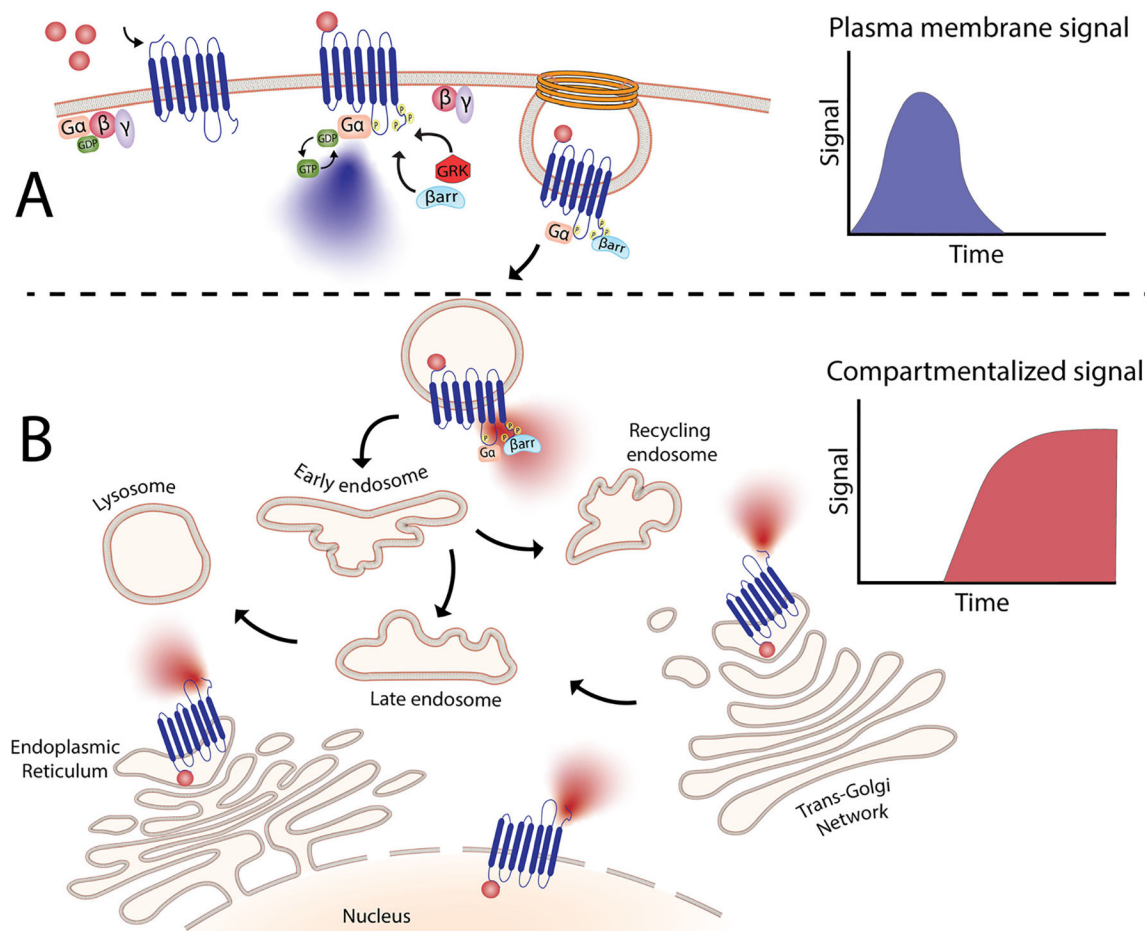 A
Gα
β
γ
GDP
GDP
Gα
GTP
P
P
P
P
β
γ
GRK
βarr
Gα
P
P
P
P
βarr
Plasma membrane signal
Signal
Time
B
P
P
P
P
Gα
βarr
Early endosome
Recycling
endosome
Lysosome
Late endosome
Endoplasmic
Reticulum
Trans-Golgi
Network
Nucleus
Compartmentalized signal
Signal
Time